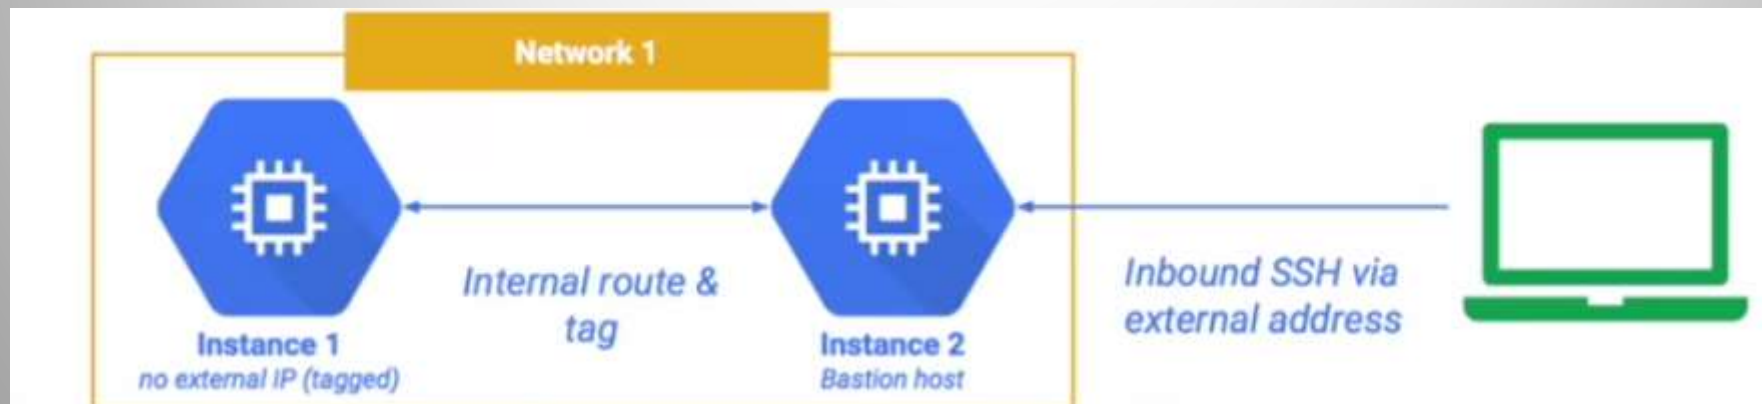 Network 1
Internal route &
tag
Inbound SSH via
external address
Instance 1
no external IP (tagged)
Instance 2
Bastion host